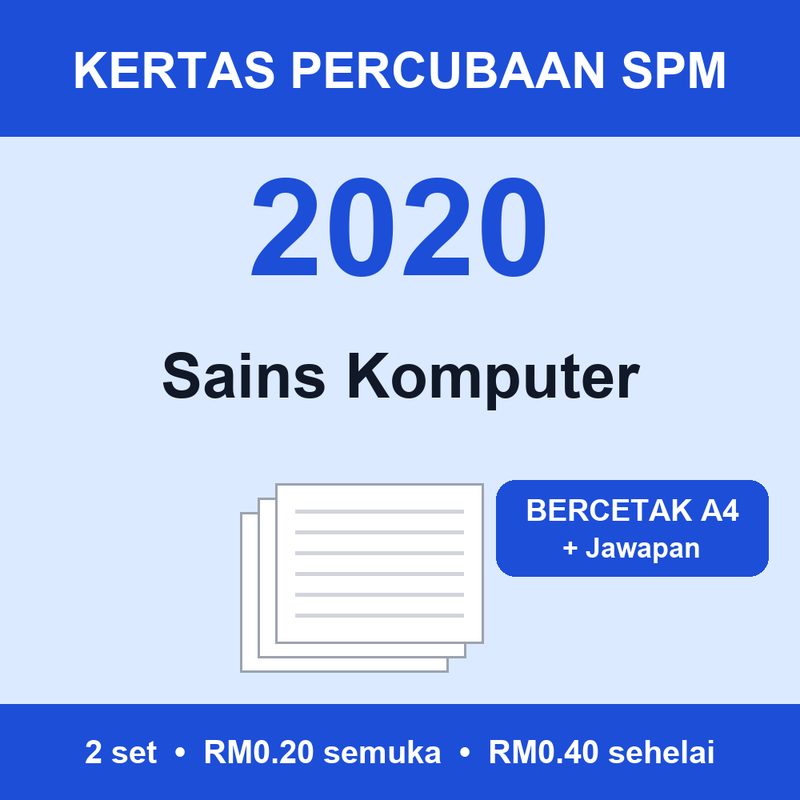 KERTAS PERCUBAAN SPM
2020
Sains Komputer
BERCETAK A4
+ Jawapan
2 set • RM0.20 semuka • RM0.40 sehelai